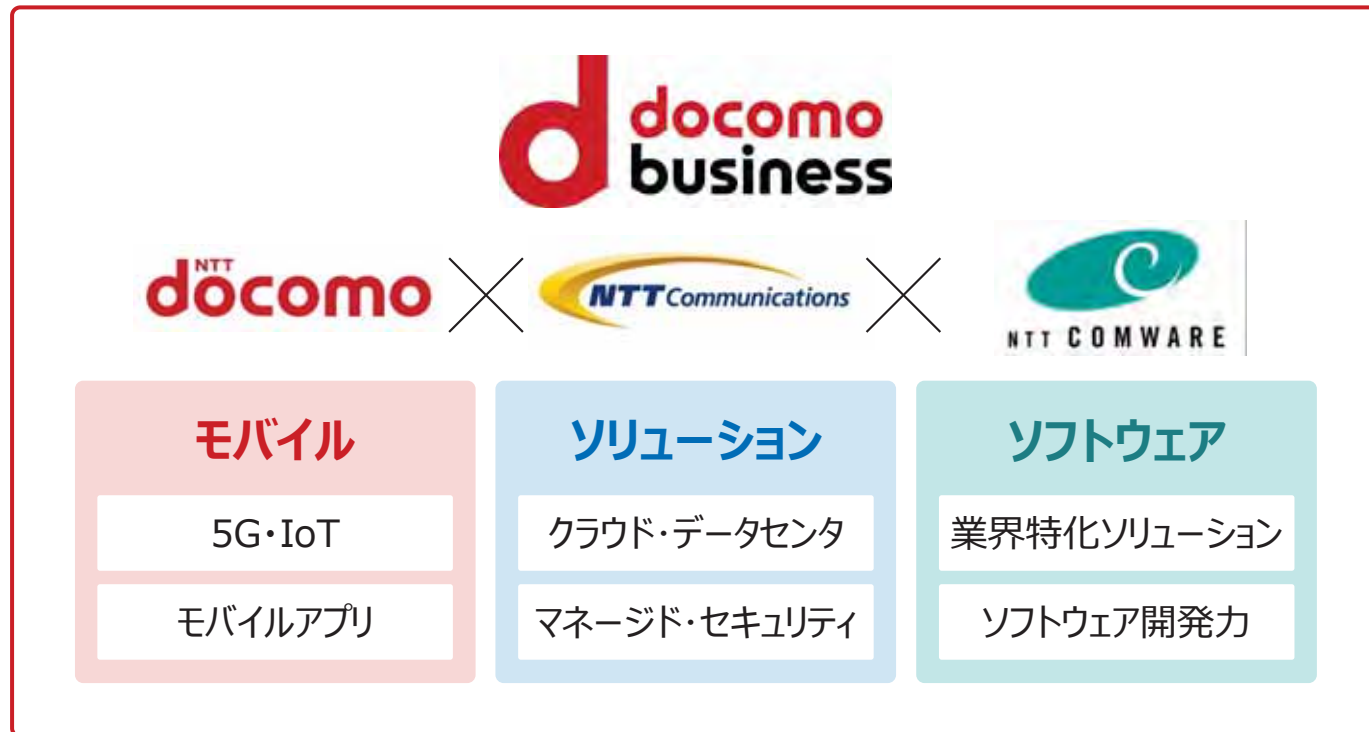 docomo
business
NTT
docomo
NTT Communications
NTT COMWARE
モバイル
5G・IoT
モバイルアプリ
ソリューション
クラウド・データセンタ
マネージド・セキュリティ
ソフトウェア
業界特化ソリューション
ソフトウェア開発力